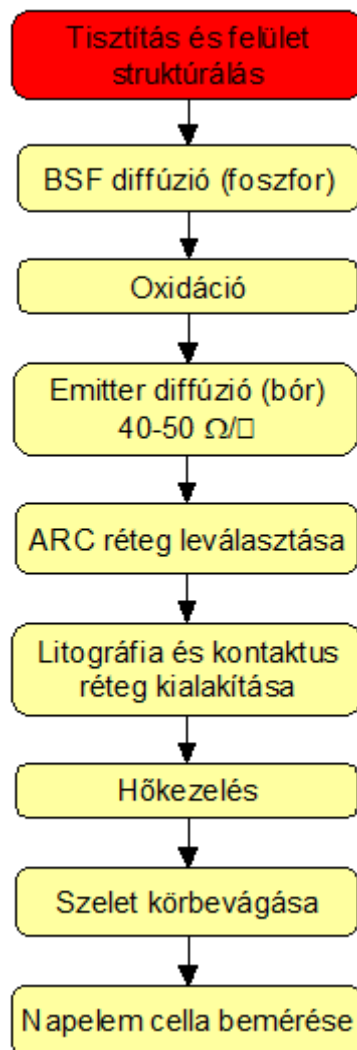 Tisztítás és felület
struktúrálás
BSF diffúzió (foszfor)
Oxidáció
Emitter diffúzió (bór)
40-50 Ω/□
ARC réteg leválasztása
Litográfia és kontaktus
réteg kialakítása
Hőkezelés
Szelet körbevágása
Napelem cella bemérése